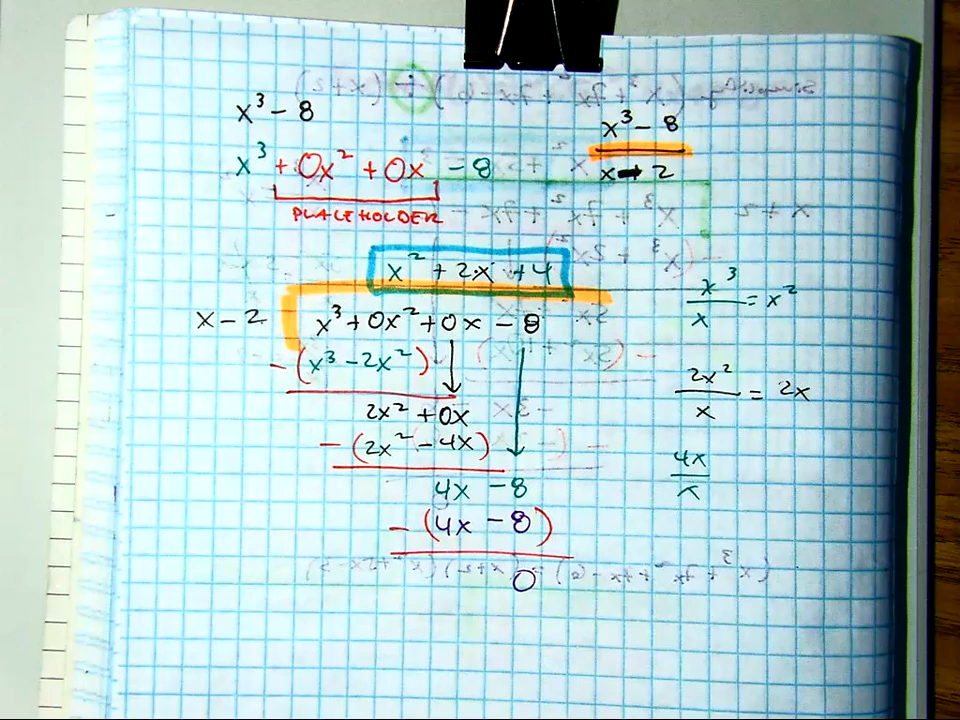 x³ - 8
x³ + 0x² + 0x - 8
PLACEHOLDER
x³ - 8
x - 2
x² + 2x + 4
x - 2 x³ + 0x² + 0x - 8
- (x³ - 2x²)
2x² + 0x
- (2x² - 4x)
4x - 8
- (4x - 8)
0
x³/x = x²
2x²/x = 2x
4x/x